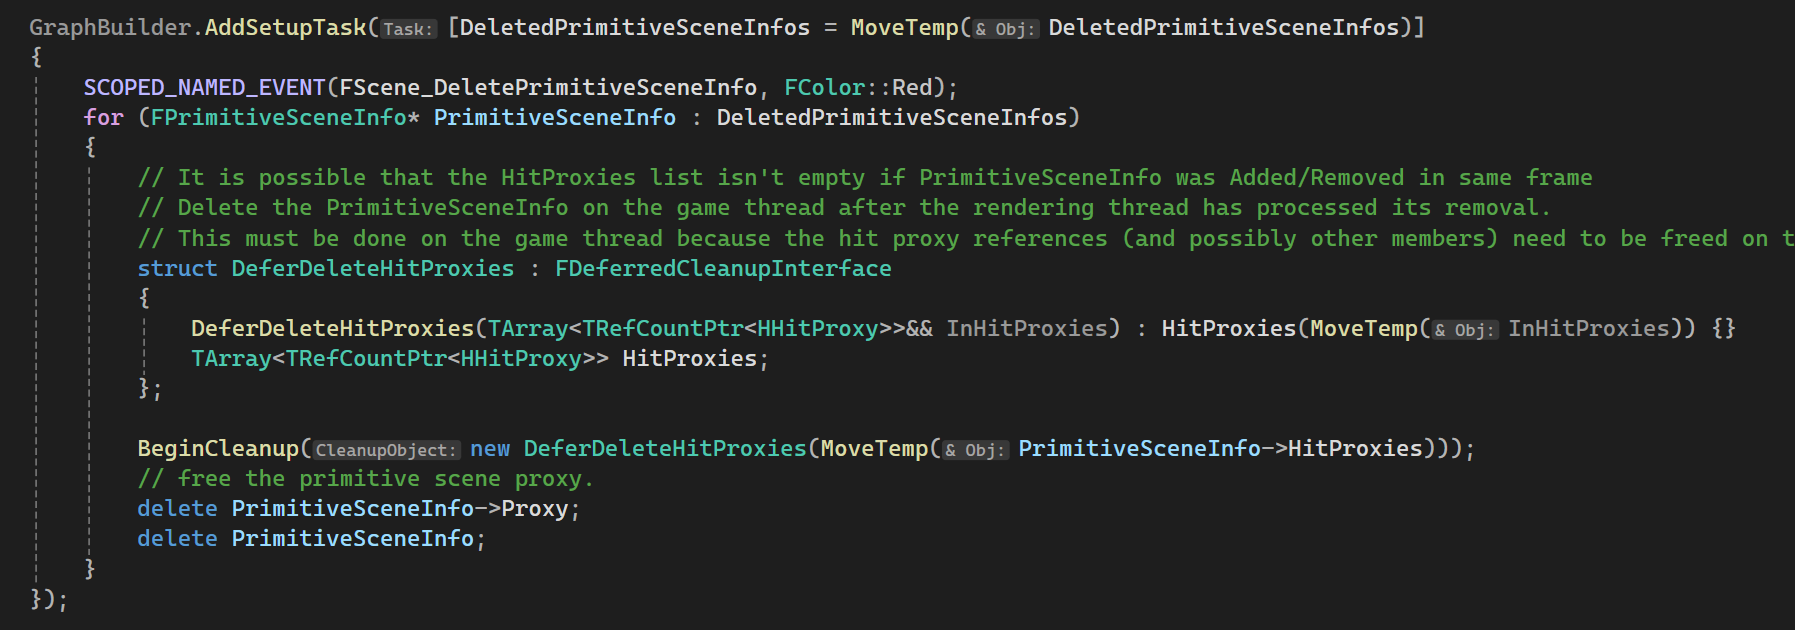 GraphBuilder.AddSetupTask(Task: [DeletedPrimitiveSceneInfos = MoveTemp(& Obj: DeletedPrimitiveSceneInfos)]
{
    SCOPED_NAMED_EVENT(FScene_DeletePrimitiveSceneInfo, FColor::Red);
    for (FPrimitiveSceneInfo* PrimitiveSceneInfo : DeletedPrimitiveSceneInfos)
    {
        // It is possible that the HitProxies list isn't empty if PrimitiveSceneInfo was Added/Removed in same frame
        // Delete the PrimitiveSceneInfo on the game thread after the rendering thread has processed its removal.
        // This must be done on the game thread because the hit proxy references (and possibly other members) need to be freed on t
        struct DeferDeleteHitProxies : FDeferredCleanupInterface
        {
            DeferDeleteHitProxies(TArray<TRefCountPtr<HHitProxy>>&& InHitProxies) : HitProxies(MoveTemp(& Obj: InHitProxies)) {}
            TArray<TRefCountPtr<HHitProxy>> HitProxies;
        };

        BeginCleanup(CleanupObject: new DeferDeleteHitProxies(MoveTemp(& Obj: PrimitiveSceneInfo->HitProxies)));
        // free the primitive scene proxy.
        delete PrimitiveSceneInfo->Proxy;
        delete PrimitiveSceneInfo;
    }
});